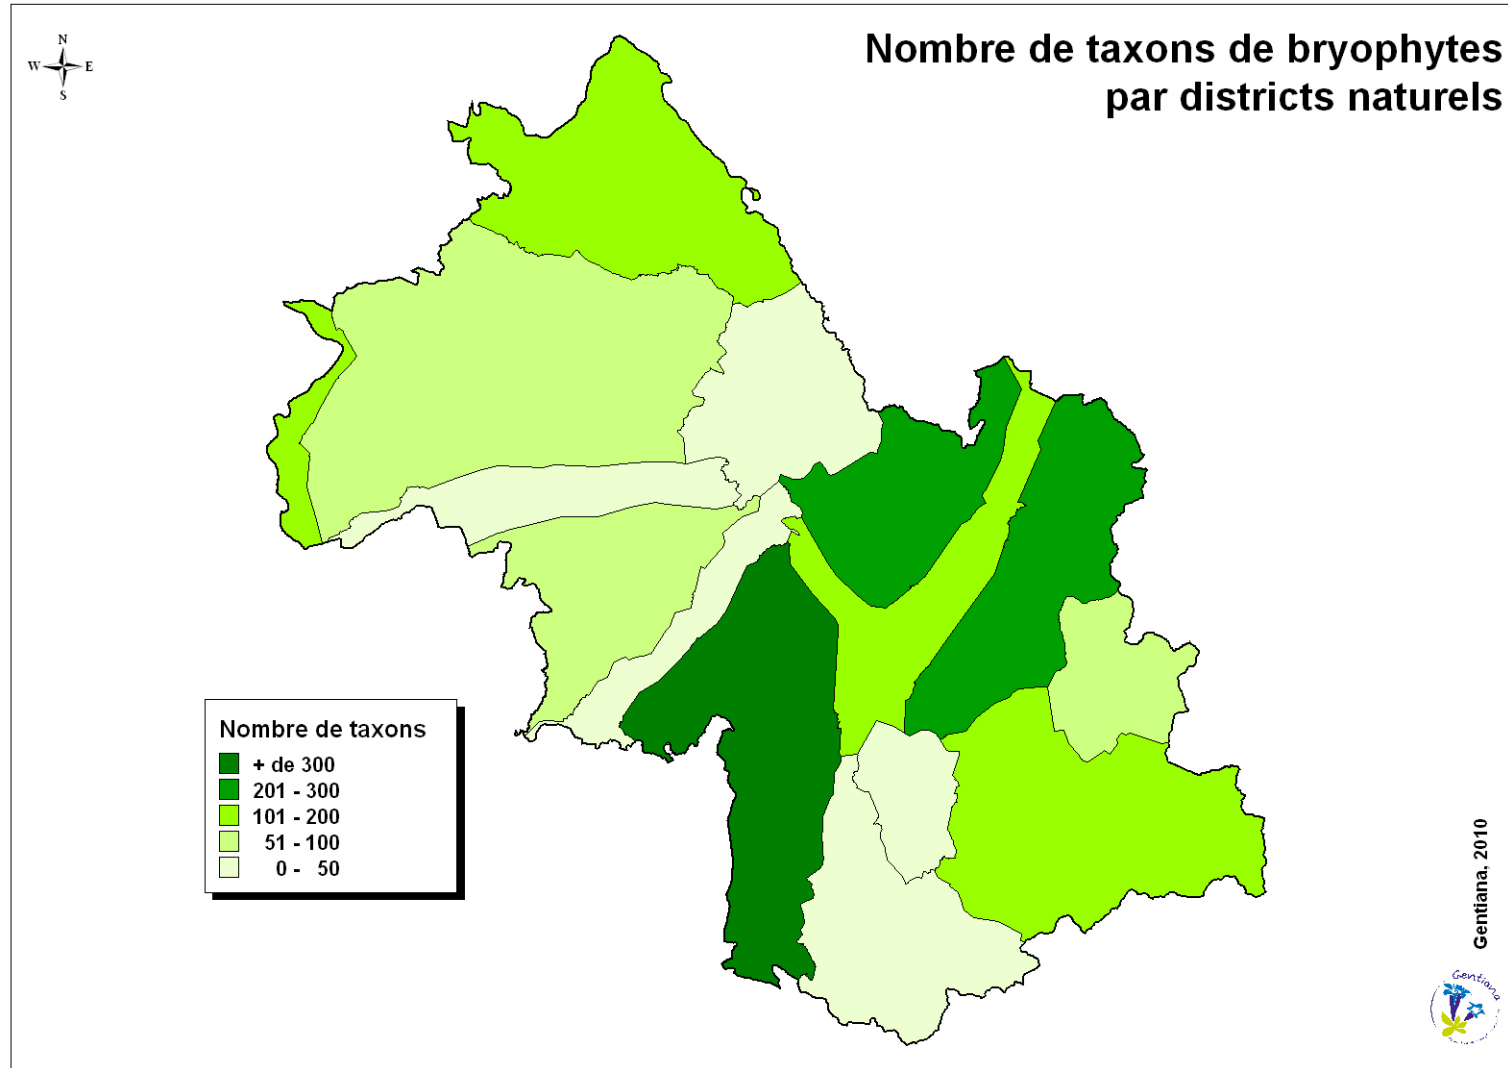 N
W E
S
Nombre de taxons de bryophytes
par districts naturels
Nombre de taxons
+ de 300
201 - 300
101 - 200
51 - 100
0 - 50
Gentiana, 2010
Gentiana